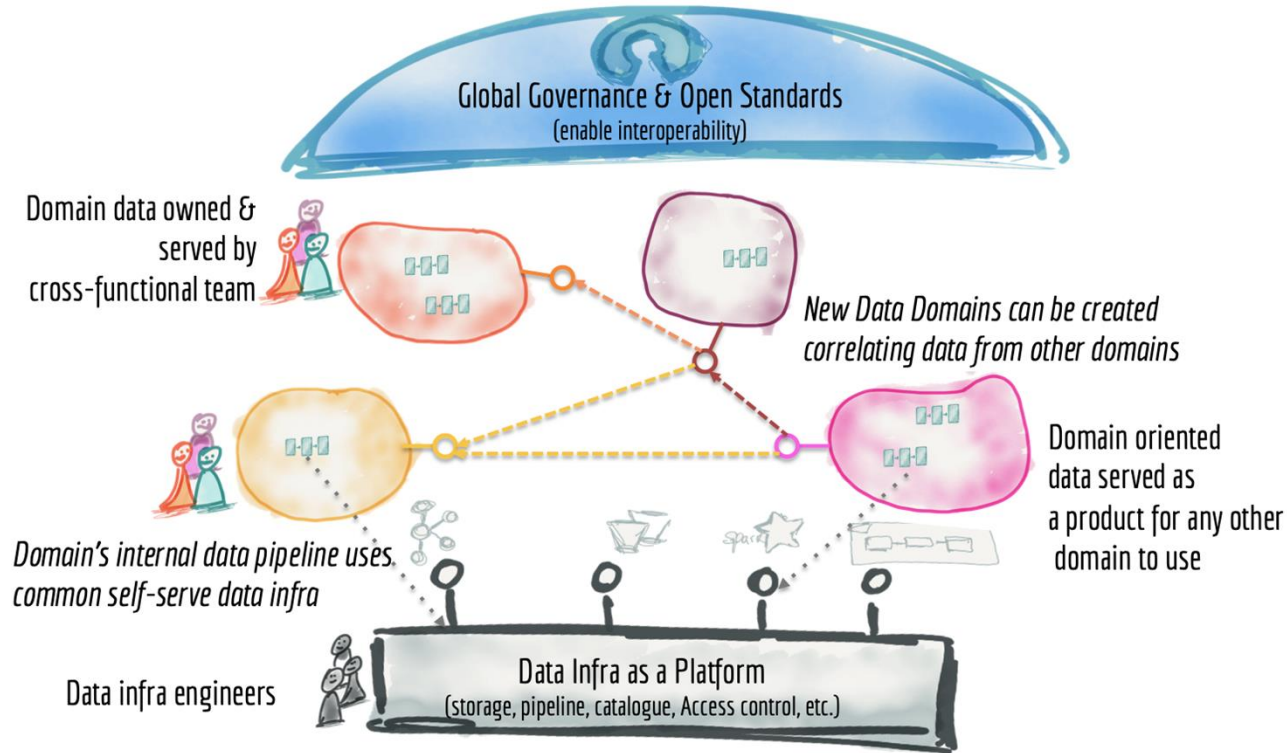 Global Governance & Open Standards
(enable interoperability)
Domain data owned &
served by
cross-functional team
New Data Domains can be created
correlating data from other domains
Domain oriented
data served as
a product for any other
domain to use
Domain's internal data pipeline uses
common self-serve data infra
spark
Data infra engineers
Data Infra as a Platform
(storage, pipeline, catalogue, Access control, etc.)